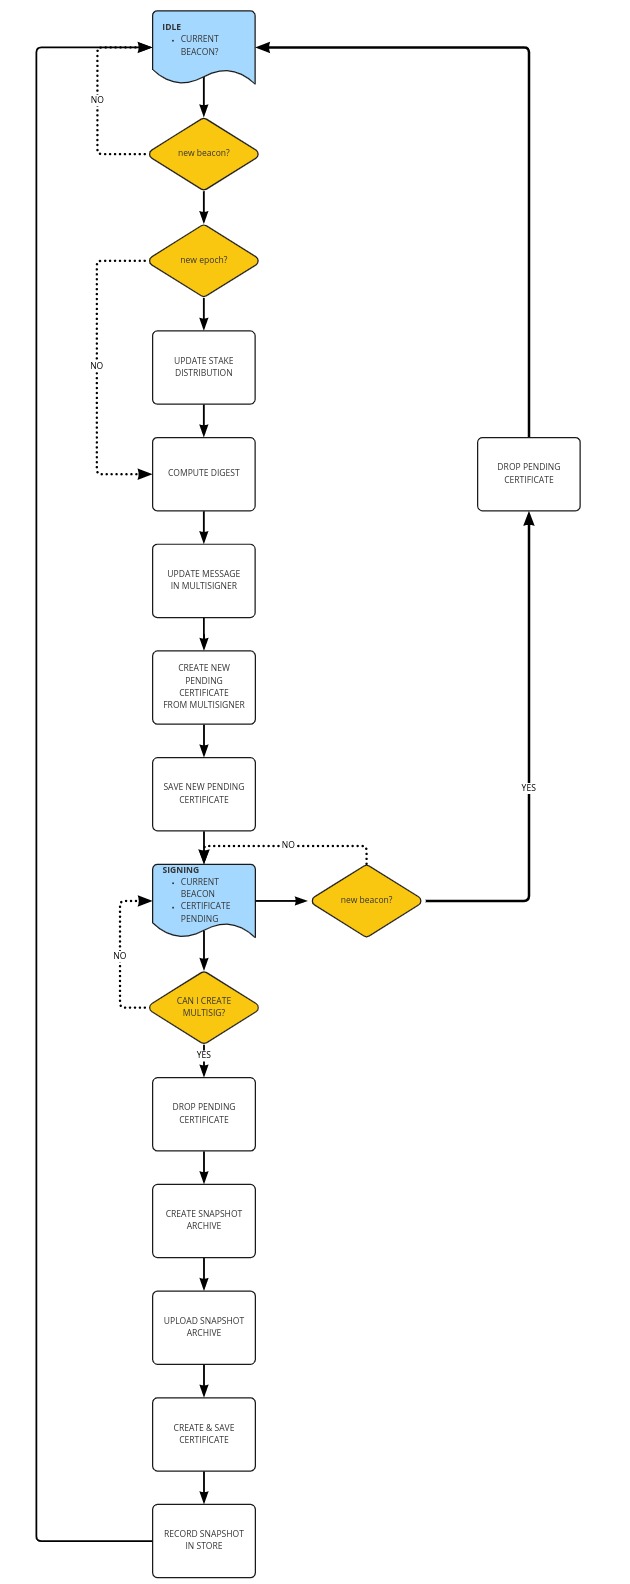 IDLE
• CURRENT
BEACON?
NO
new beacon?
new epoch?
NO
UPDATE STAKE
DISTRIBUTION
COMPUTE DIGEST
DROP PENDING
CERTIFICATE
UPDATE MESSAGE
IN MULTISIGNER
CREATE NEW
PENDING
CERTIFICATE
FROM MULTISIGNER
SAVE NEW PENDING
CERTIFICATE
YES
NO
SIGNING
• CURRENT
BEACON
• CERTIFICATE
PENDING
new beacon?
NO
CAN I CREATE
MULTISIG?
YES
DROP PENDING
CERTIFICATE
CREATE SNAPSHOT
ARCHIVE
UPLOAD SNAPSHOT
ARCHIVE
CREATE & SAVE
CERTIFICATE
RECORD SNAPSHOT
IN STORE